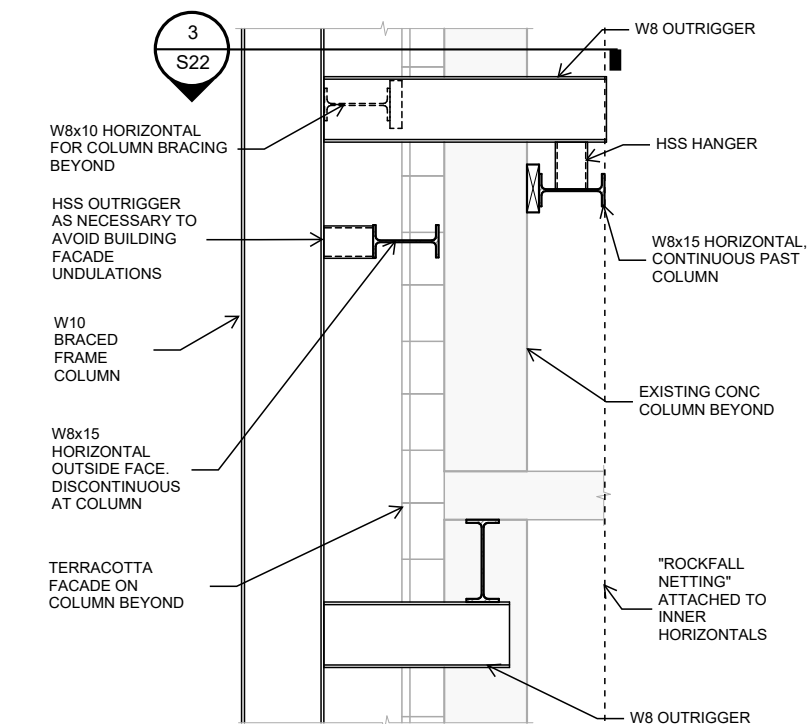 3
S22
W8 OUTRIGGER
W8x10 HORIZONTAL
FOR COLUMN BRACING
BEYOND
HSS HANGER
HSS OUTRIGGER
AS NECESSARY TO
AVOID BUILDING
FACADE
UNDULATIONS
W8x15 HORIZONTAL,
CONTINUOUS PAST
COLUMN
W10
BRACED
FRAME
COLUMN
EXISTING CONC
COLUMN BEYOND
W8x15
HORIZONTAL
OUTSIDE FACE.
DISCONTINUOUS
AT COLUMN
TERRACOTTA
FACADE ON
COLUMN BEYOND
"ROCKFALL
NETTING"
ATTACHED TO
INNER
HORIZONTALS
W8 OUTRIGGER